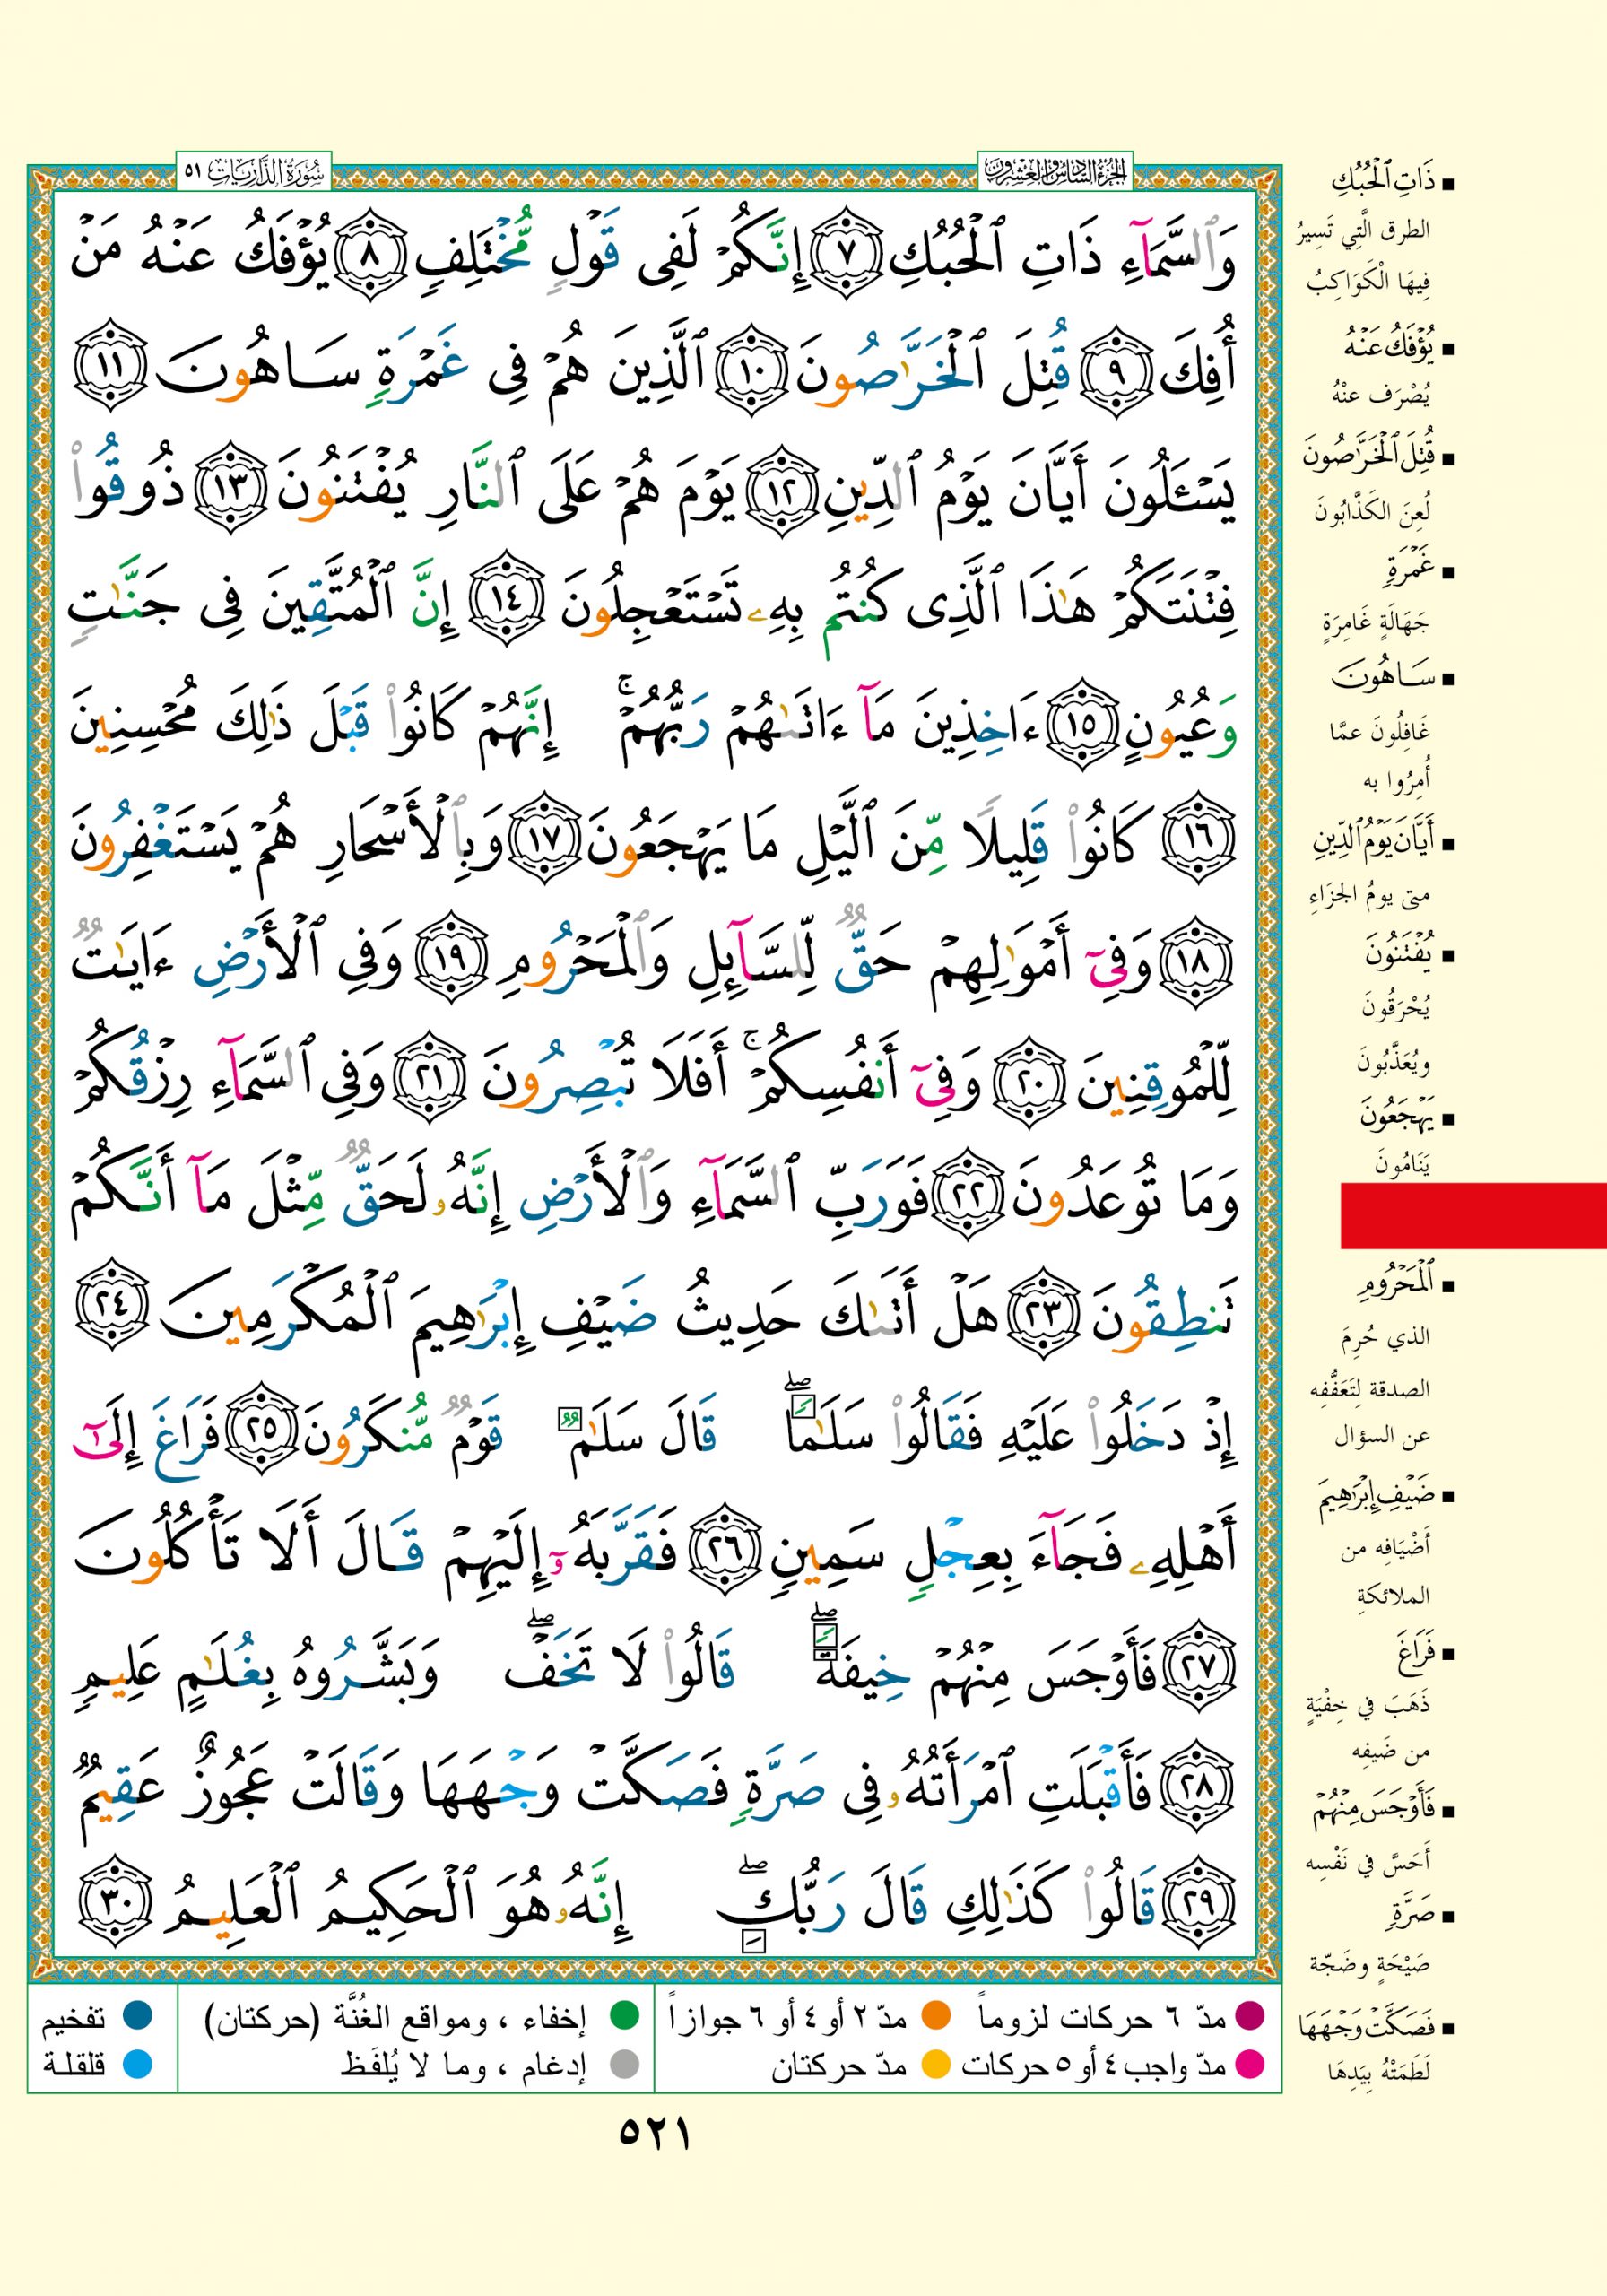 الجزء السادس والعشرون
سورة الذاريات ٥١
وَٱلسَّمَآءِ ذَاتِ ٱلْحُبُكِ ٧ إِنَّكُمْ لَفِى قَوْلٍ مُّخْتَلِفٍ ٨ يُؤْفَكُ عَنْهُ مَنْ
أُفِكَ ٩ قُتِلَ ٱلْخَرَّٰصُونَ ١٠ ٱلَّذِينَ هُمْ فِى غَمْرَةٍ سَاهُونَ ١١
يَسْـَٔلُونَ أَيَّانَ يَوْمُ ٱلدِّينِ ١٢ يَوْمَ هُمْ عَلَى ٱلنَّارِ يُفْتَنُونَ ١٣ ذُوقُوا۟
فِتْنَتَكُمْ هَٰذَا ٱلَّذِى كُنتُم بِهِۦ تَسْتَعْجِلُونَ ١٤ إِنَّ ٱلْمُتَّقِينَ فِى جَنَّٰتٍ
وَعُيُونٍ ١٥ ءَاخِذِينَ مَآ ءَاتَىٰهُمْ رَبُّهُمْ ۚ إِنَّهُمْ كَانُوا۟ قَبْلَ ذَٰلِكَ مُحْسِنِينَ
١٦ كَانُوا۟ قَلِيلًا مِّنَ ٱلَّيْلِ مَا يَهْجَعُونَ ١٧ وَبِٱلْأَسْحَارِ هُمْ يَسْتَغْفِرُونَ
١٨ وَفِىٓ أَمْوَٰلِهِمْ حَقٌّ لِّلسَّآئِلِ وَٱلْمَحْرُومِ ١٩ وَفِى ٱلْأَرْضِ ءَايَٰتٌ
لِّلْمُوقِنِينَ ٢٠ وَفِىٓ أَنفُسِكُمْ ۚ أَفَلَا تُبْصِرُونَ ٢١ وَفِى ٱلسَّمَآءِ رِزْقُكُمْ
وَمَا تُوعَدُونَ ٢٢ فَوَرَبِّ ٱلسَّمَآءِ وَٱلْأَرْضِ إِنَّهُۥ لَحَقٌّ مِّثْلَ مَآ أَنَّكُمْ
تَنطِقُونَ ٢٣ هَلْ أَتَىٰكَ حَدِيثُ ضَيْفِ إِبْرَٰهِيمَ ٱلْمُكْرَمِينَ ٢٤
إِذْ دَخَلُوا۟ عَلَيْهِ فَقَالُوا۟ سَلَٰمًا ۖ قَالَ سَلَٰمٌ قَوْمٌ مُّنكَرُونَ ٢٥ فَرَاغَ إِلَىٰٓ
أَهْلِهِۦ فَجَآءَ بِعِجْلٍ سَمِينٍ ٢٦ فَقَرَّبَهُۥٓ إِلَيْهِمْ قَالَ أَلَا تَأْكُلُونَ
٢٧ فَأَوْجَسَ مِنْهُمْ خِيفَةً ۖ قَالُوا۟ لَا تَخَفْ ۖ وَبَشَّرُوهُ بِغُلَٰمٍ عَلِيمٍ
٢٨ فَأَقْبَلَتِ ٱمْرَأَتُهُۥ فِى صَرَّةٍ فَصَكَّتْ وَجْهَهَا وَقَالَتْ عَجُوزٌ عَقِيمٌ
٢٩ قَالُوا۟ كَذَٰلِكِ قَالَ رَبُّكِ ۖ إِنَّهُۥ هُوَ ٱلْحَكِيمُ ٱلْعَلِيمُ ٣٠
ذَاتِ ٱلْحُبُكِ
الطرق الَّتِي تَسِيرُ
فِيهَا الْكَوَاكِبُ
يُؤْفَكُ عَنْهُ
يُصْرَف عنْهُ
قُتِلَ ٱلْخَرَّٰصُونَ
لُعِنَ الكَذَّابُونَ
غَمْرَةٍ
جَهَالَةٍ غَامِرَةٍ
سَاهُونَ
غَافِلُونَ عمَّا
أُمِرُوا به
أَيَّانَ يَوْمُ ٱلدِّينِ
متى يومُ الجزَاءِ
يُفْتَنُونَ
يُحْرَقُونَ
ويُعَذَّبُونَ
يَهْجَعُونَ
يَنَامُونَ
ٱلْمَحْرُومِ
الذي حُرِمَ
الصدقة لِتَعَفُّفِه
عن السؤال
ضَيْفِ إِبْرَٰهِيمَ
أَضْيَافِه من
الملائكةِ
فَرَاغَ
ذَهَبَ في خِفْيَةٍ
من ضَيفِه
فَأَوْجَسَ مِنْهُمْ
أَحَسَّ في نَفْسِه
صَرَّةٍ
صَيْحَةٍ وضَجّة
فَصَكَّتْ وَجْهَهَا
لَطَمَتْهُ بِيَدِهَا
مدّ ٦ حركات لزوماً مدّ ٢ أو ٤ أو ٦ جوازاً إخفاء ، ومواقع الغُنَّة (حركتان) تفخيم
مدّ واجب ٤ أو ٥ حركات مدّ حركتان إدغام ، وما لا يُلفَظ قلقلة
٥٢١